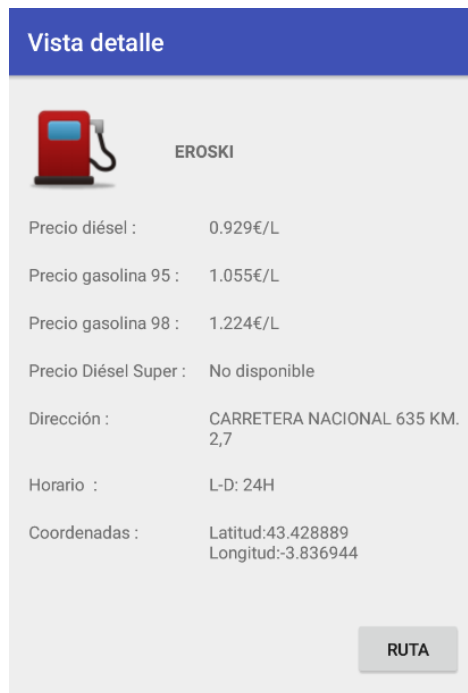 Vista detalle
EROSKI
Precio diésel : 0.929€/L
Precio gasolina 95 : 1.055€/L
Precio gasolina 98 : 1.224€/L
Precio Diésel Super : No disponible
Dirección : CARRETERA NACIONAL 635 KM.
2,7
Horario : L-D: 24H
Coordenadas : Latitud:43.428889
Longitud:-3.836944
RUTA